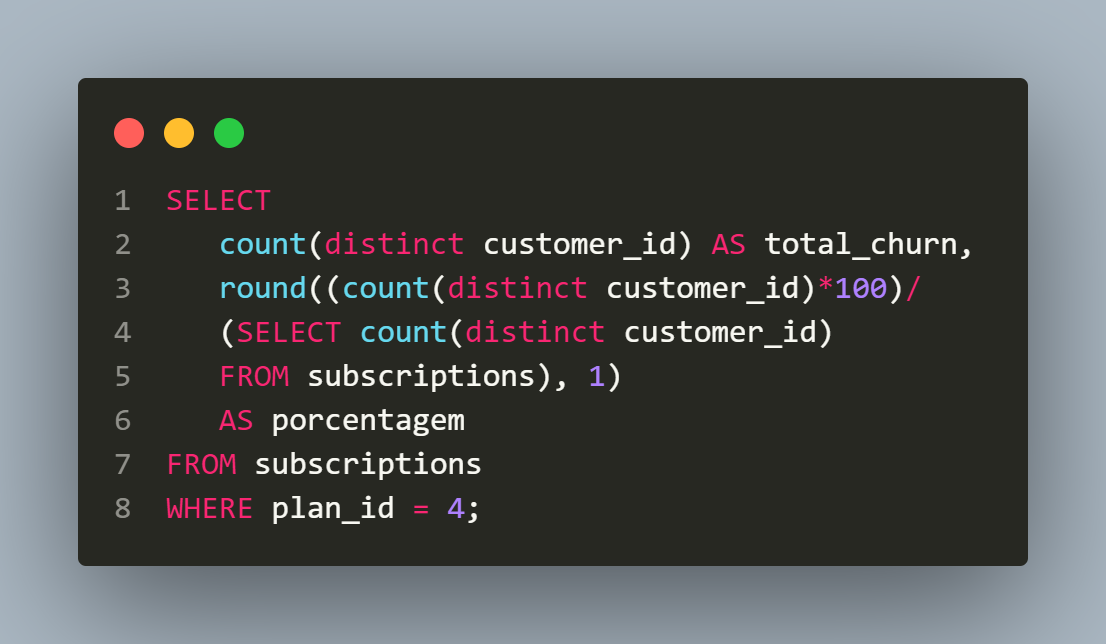 1 SELECT
2    count(distinct customer_id) AS total_churn,
3    round((count(distinct customer_id)*100)/
4    (SELECT count(distinct customer_id)
5    FROM subscriptions), 1)
6    AS porcentagem
7 FROM subscriptions
8 WHERE plan_id = 4;